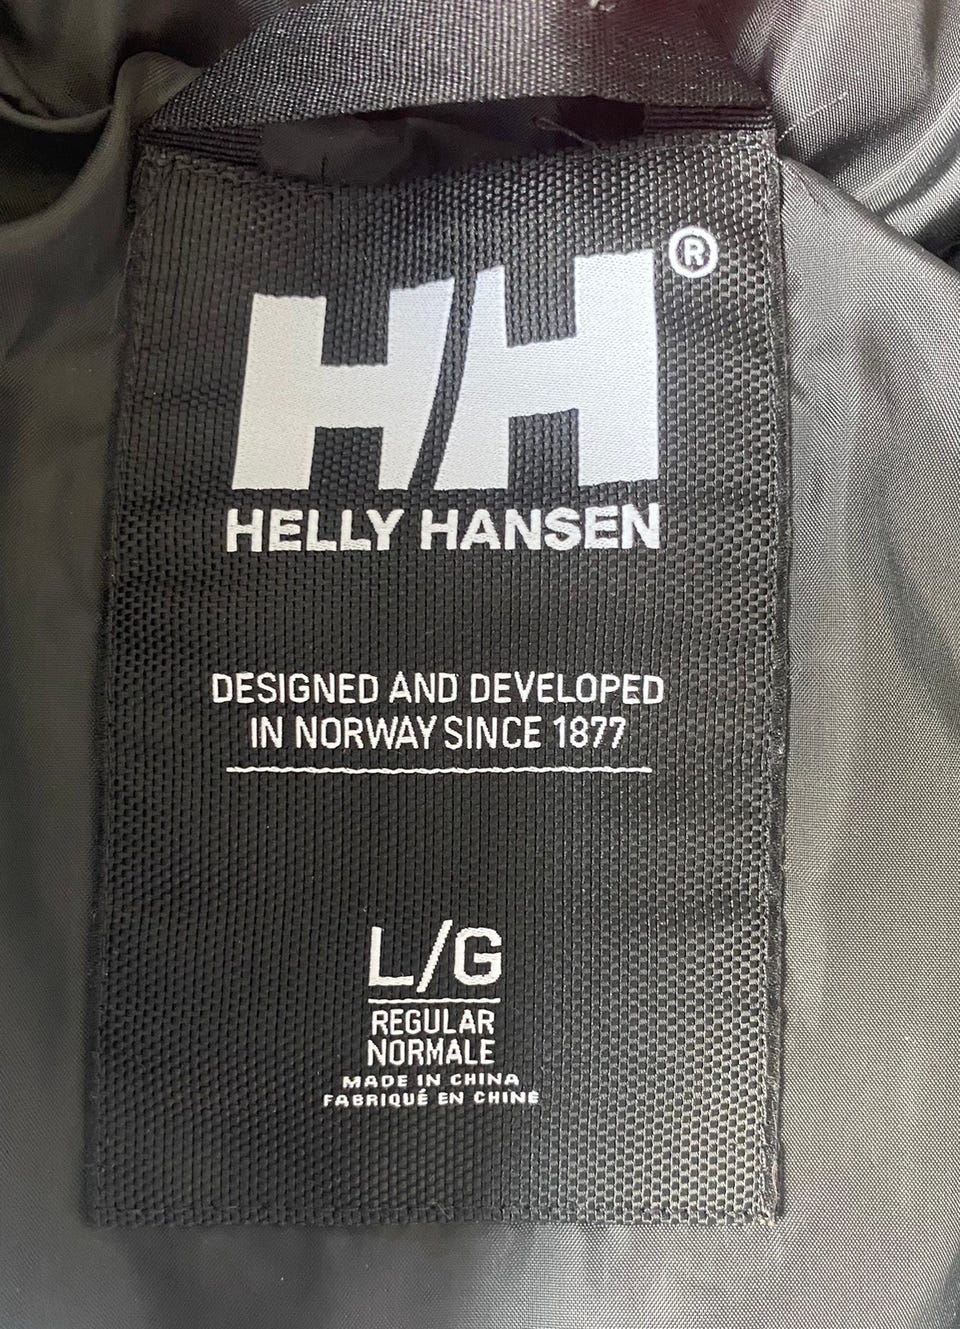 HH®
HELLY HANSEN
DESIGNED AND DEVELOPED
IN NORWAY SINCE 1877
L/G
REGULAR
NORMALE
MADE IN CHINA
FABRIQUÉ EN CHINE